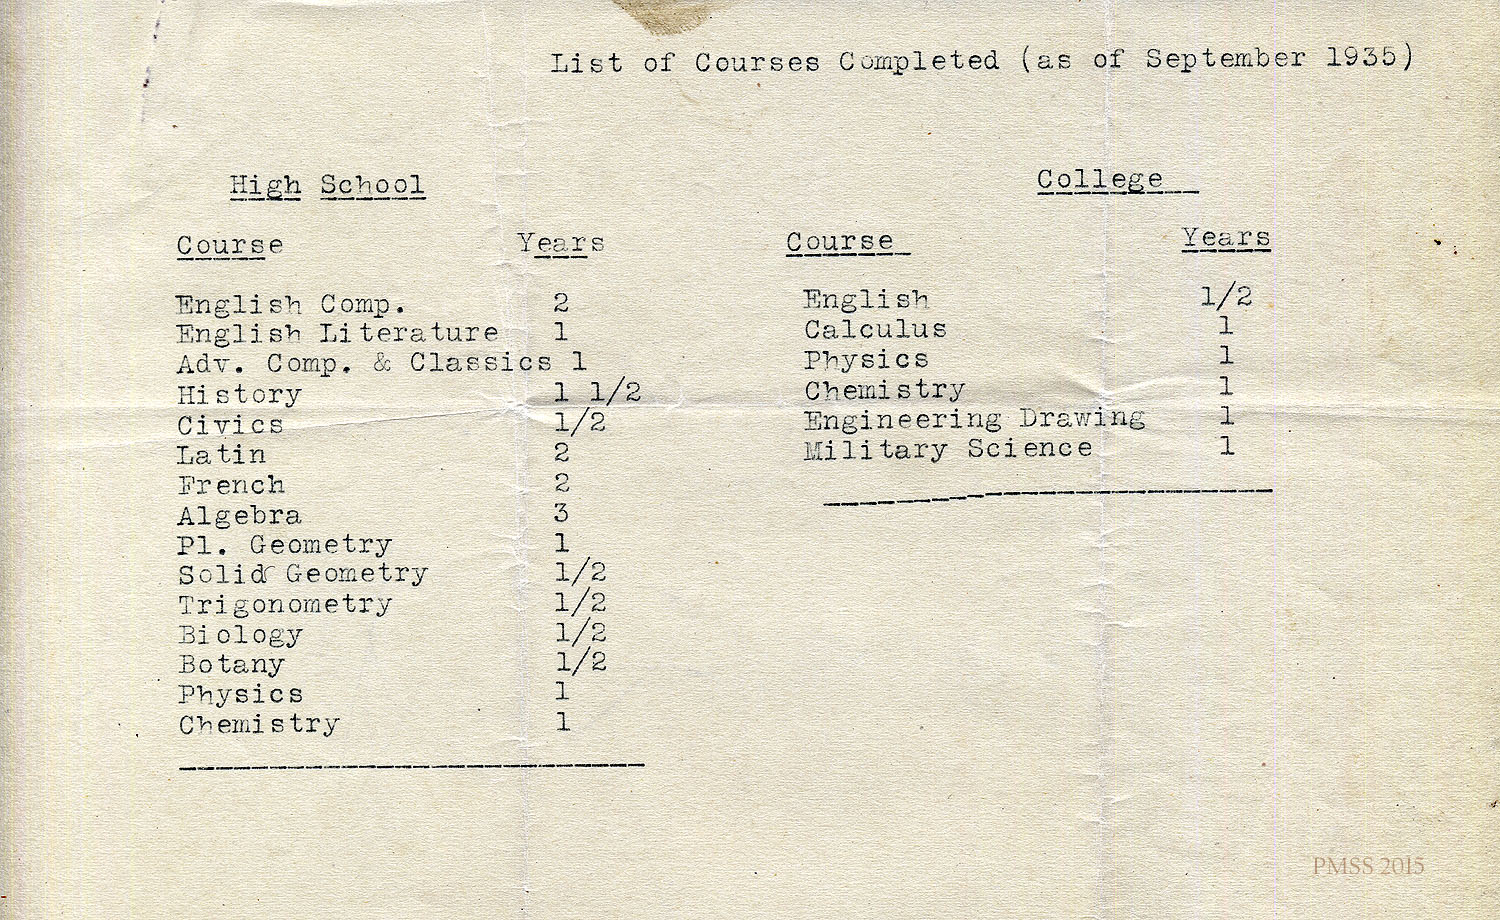 List of Courses Completed (as of September 1935)
High School
Course Years
English Comp. 2
English Literature 1
Adv. Comp. & Classics 1
History 1 1/2
Civics 1/2
Latin 2
French 2
Algebra 3
Pl. Geometry 1
Solid Geometry 1/2
Trigonometry 1/2
Biology 1/2
Botany 1/2
Physics 1
Chemistry 1
College
Course Years
English 1/2
Calculus 1
Physics 1
Chemistry 1
Engineering Drawing 1
Military Science 1
PMSS 2015